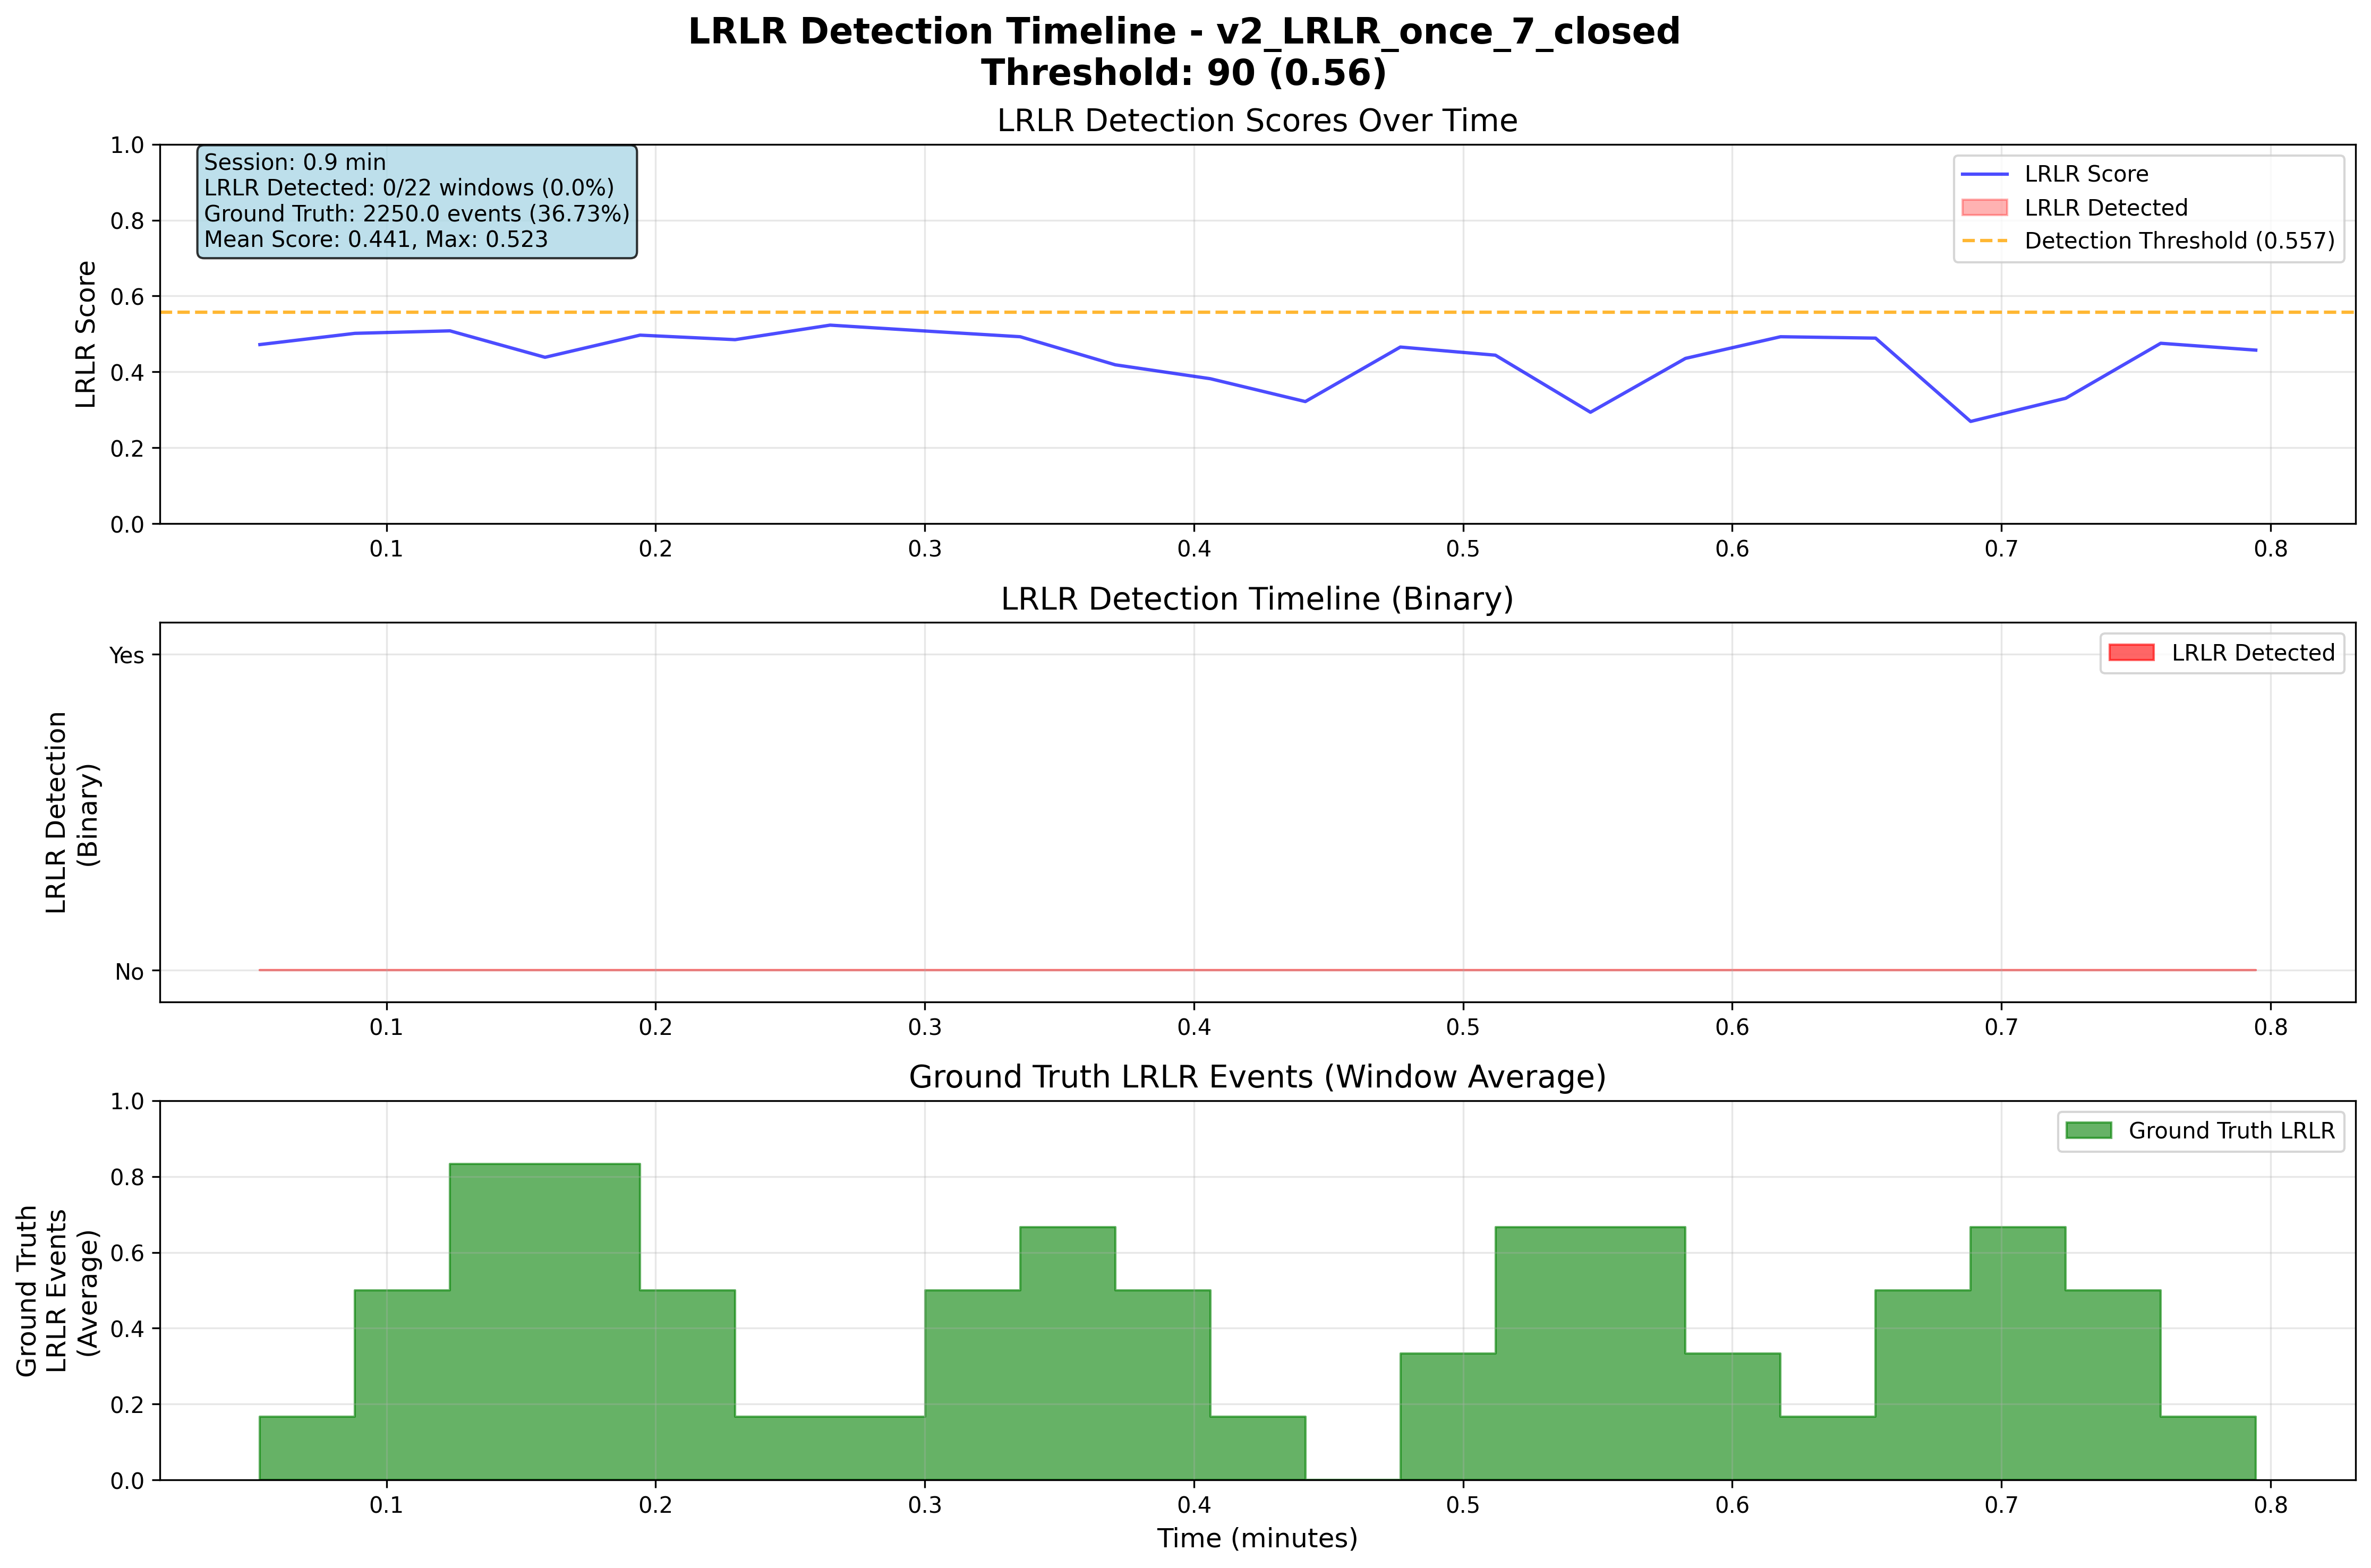 LRLR Detection Timeline - v2_LRLR_once_7_closed
Threshold: 90 (0.56)
LRLR Detection Scores Over Time
LRLR Score
1.0
0.8
0.6
0.4
0.2
0.0
Session: 0.9 min
LRLR Detected: 0/22 windows (0.0%)
Ground Truth: 2250.0 events (36.73%)
Mean Score: 0.441, Max: 0.523
LRLR Score
LRLR Detected
Detection Threshold (0.557)
0.1 0.2 0.3 0.4 0.5 0.6 0.7 0.8
LRLR Detection Timeline (Binary)
LRLR Detection
(Binary)
Yes
No
LRLR Detected
0.1 0.2 0.3 0.4 0.5 0.6 0.7 0.8
Ground Truth LRLR Events (Window Average)
Ground Truth
LRLR Events
(Average)
1.0
0.8
0.6
0.4
0.2
0.0
Ground Truth LRLR
0.1 0.2 0.3 0.4 0.5 0.6 0.7 0.8
Time (minutes)